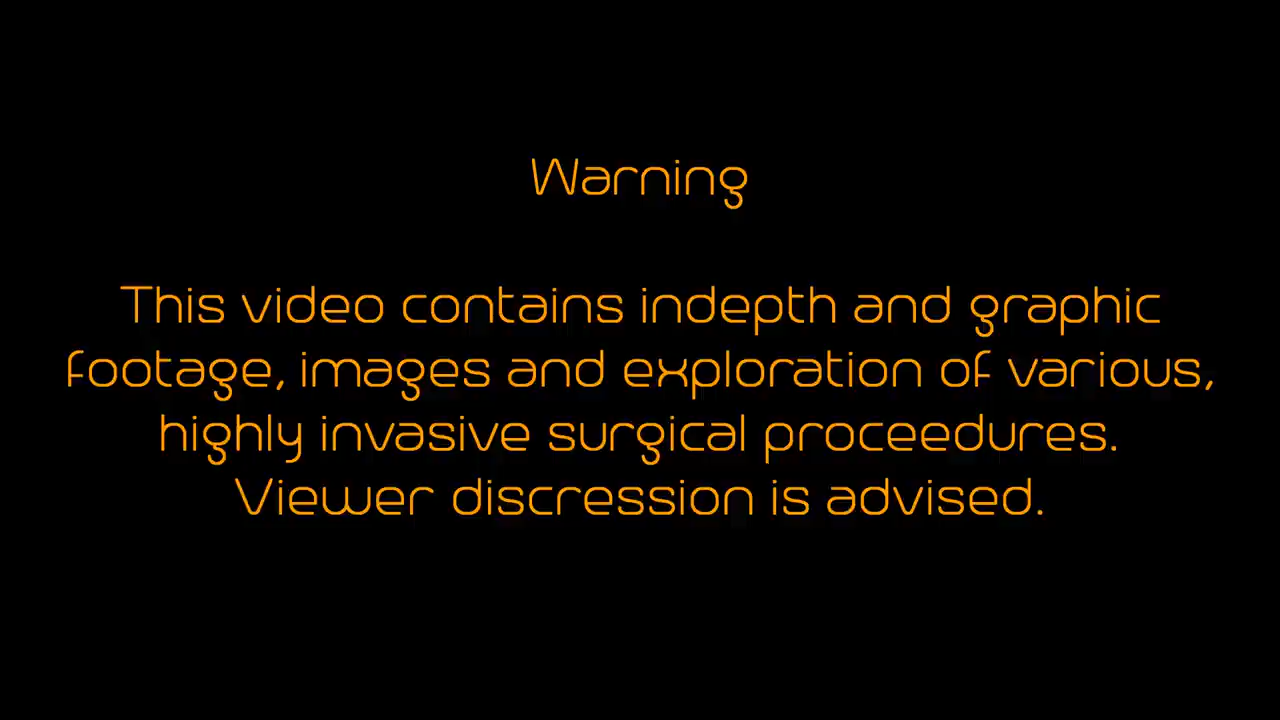 Warning
This video contains indepth and graphic
footage, images and exploration of various,
highly invasive surgical proceedures.
Viewer discression is advised.